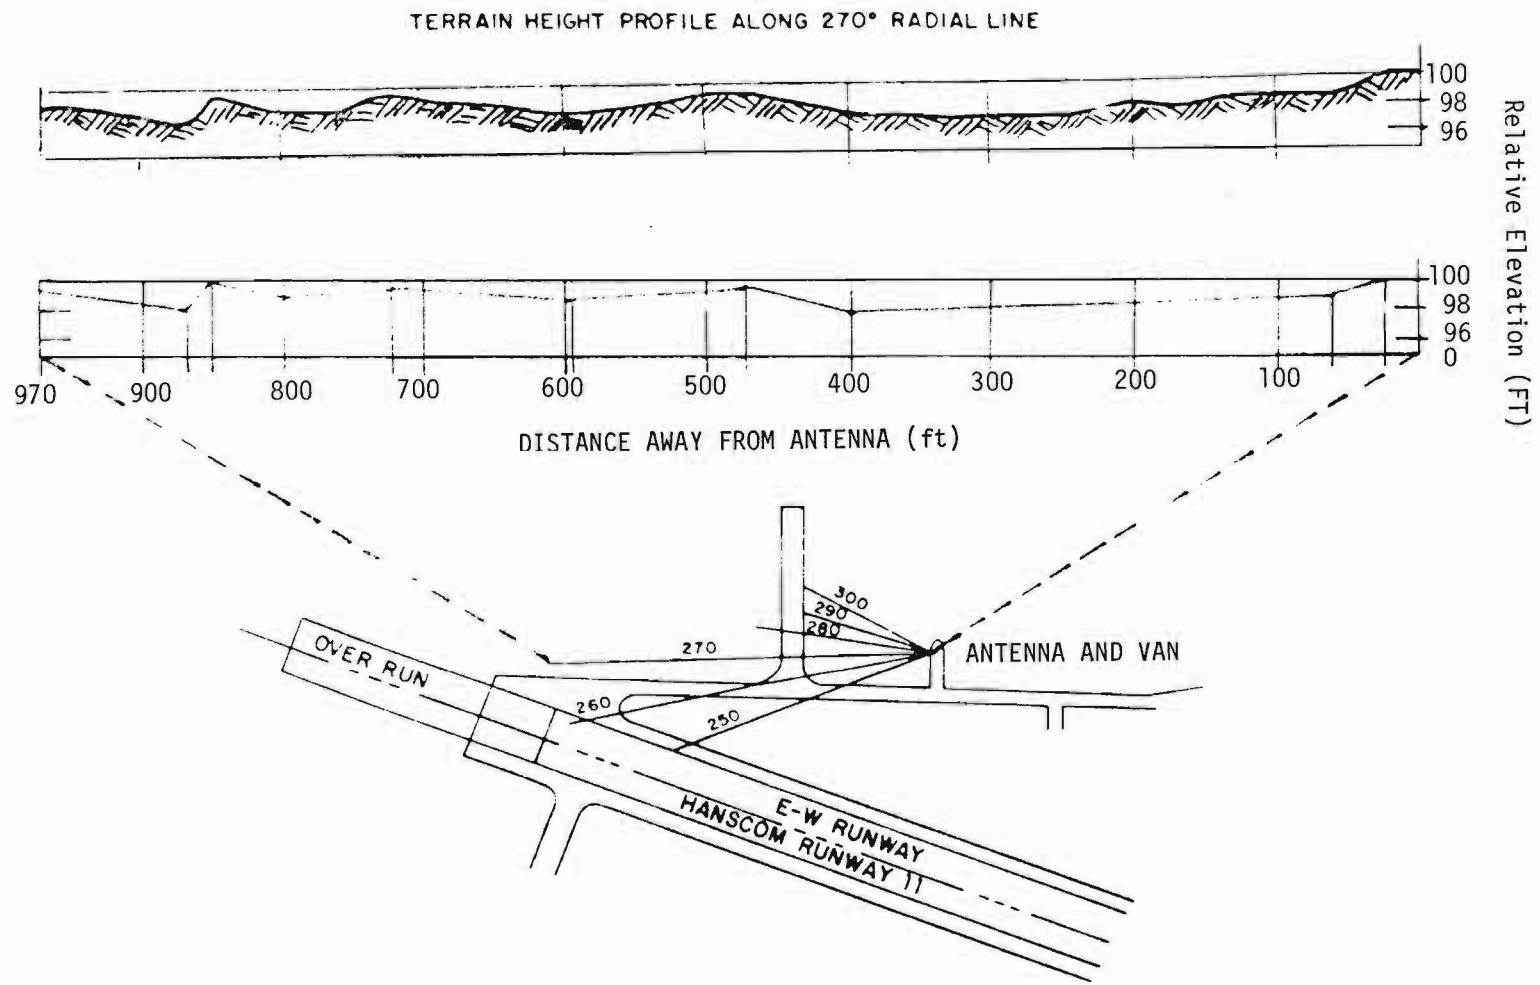 TERRAIN HEIGHT PROFILE ALONG 270° RADIAL LINE
100
98
96
100
98
96
0
Relative Elevation (FT)
970 900 800 700 600 500 400 300 200 100
DISTANCE AWAY FROM ANTENNA (ft)
300
290
280
270
ANTENNA AND VAN
OVER RUN
260
250
E-W RUNWAY
HANSCOM RUNWAY 11